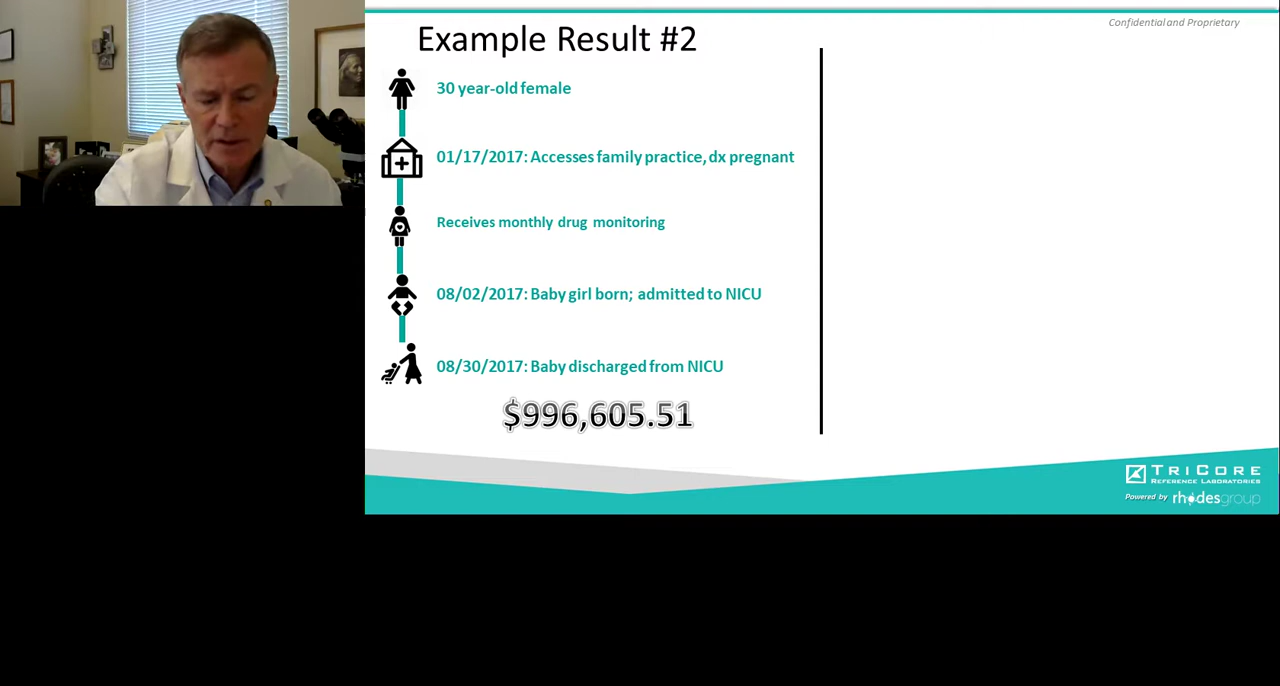 Confidential and Proprietary
Example Result #2
30 year-old female
01/17/2017: Accesses family practice, dx pregnant
Receives monthly drug monitoring
08/02/2017: Baby girl born; admitted to NICU
08/30/2017: Baby discharged from NICU
$996,605.51
TRICORE
REFERENCE LABORATORIES
Powered by rhodesgroup